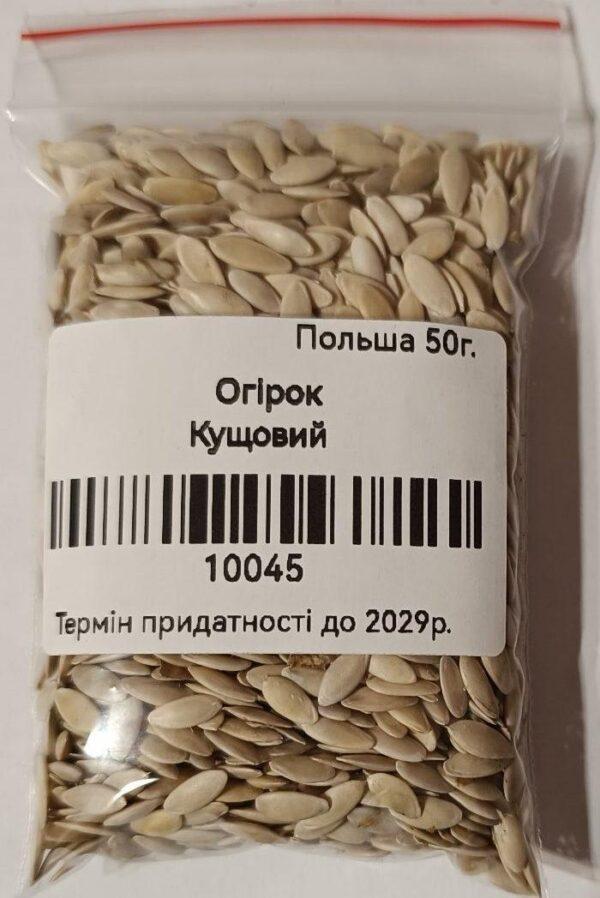 Польша 50г.
Огірок
Кущовий
10045
Термін придатності до 2029р.